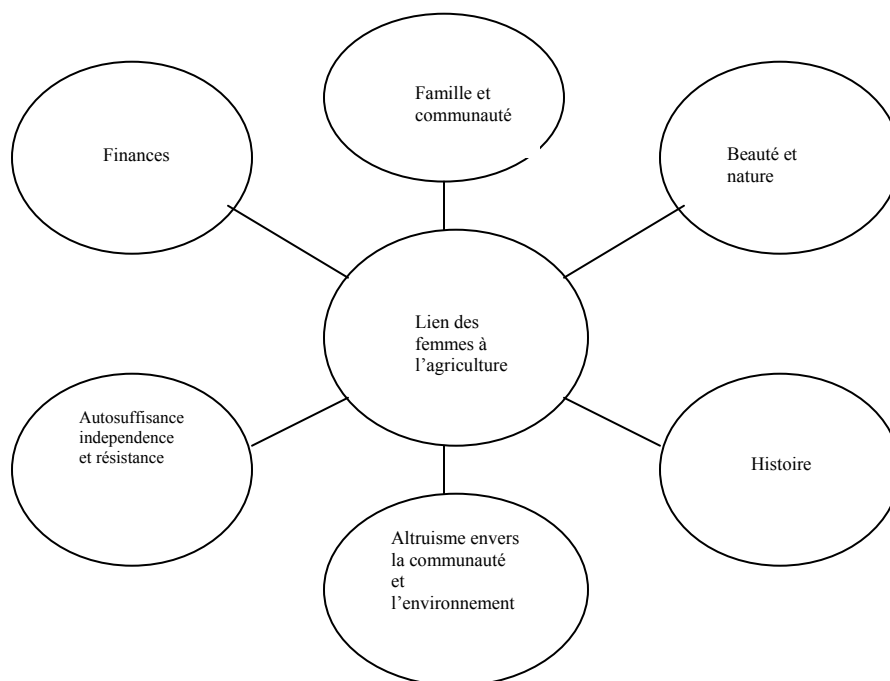 Famille et
communauté
Finances
Beauté et
nature
Lien des
femmes à
l’agriculture
Autosuffisance
independence
et résistance
Histoire
Altruisme envers
la communauté
et
l’environnement